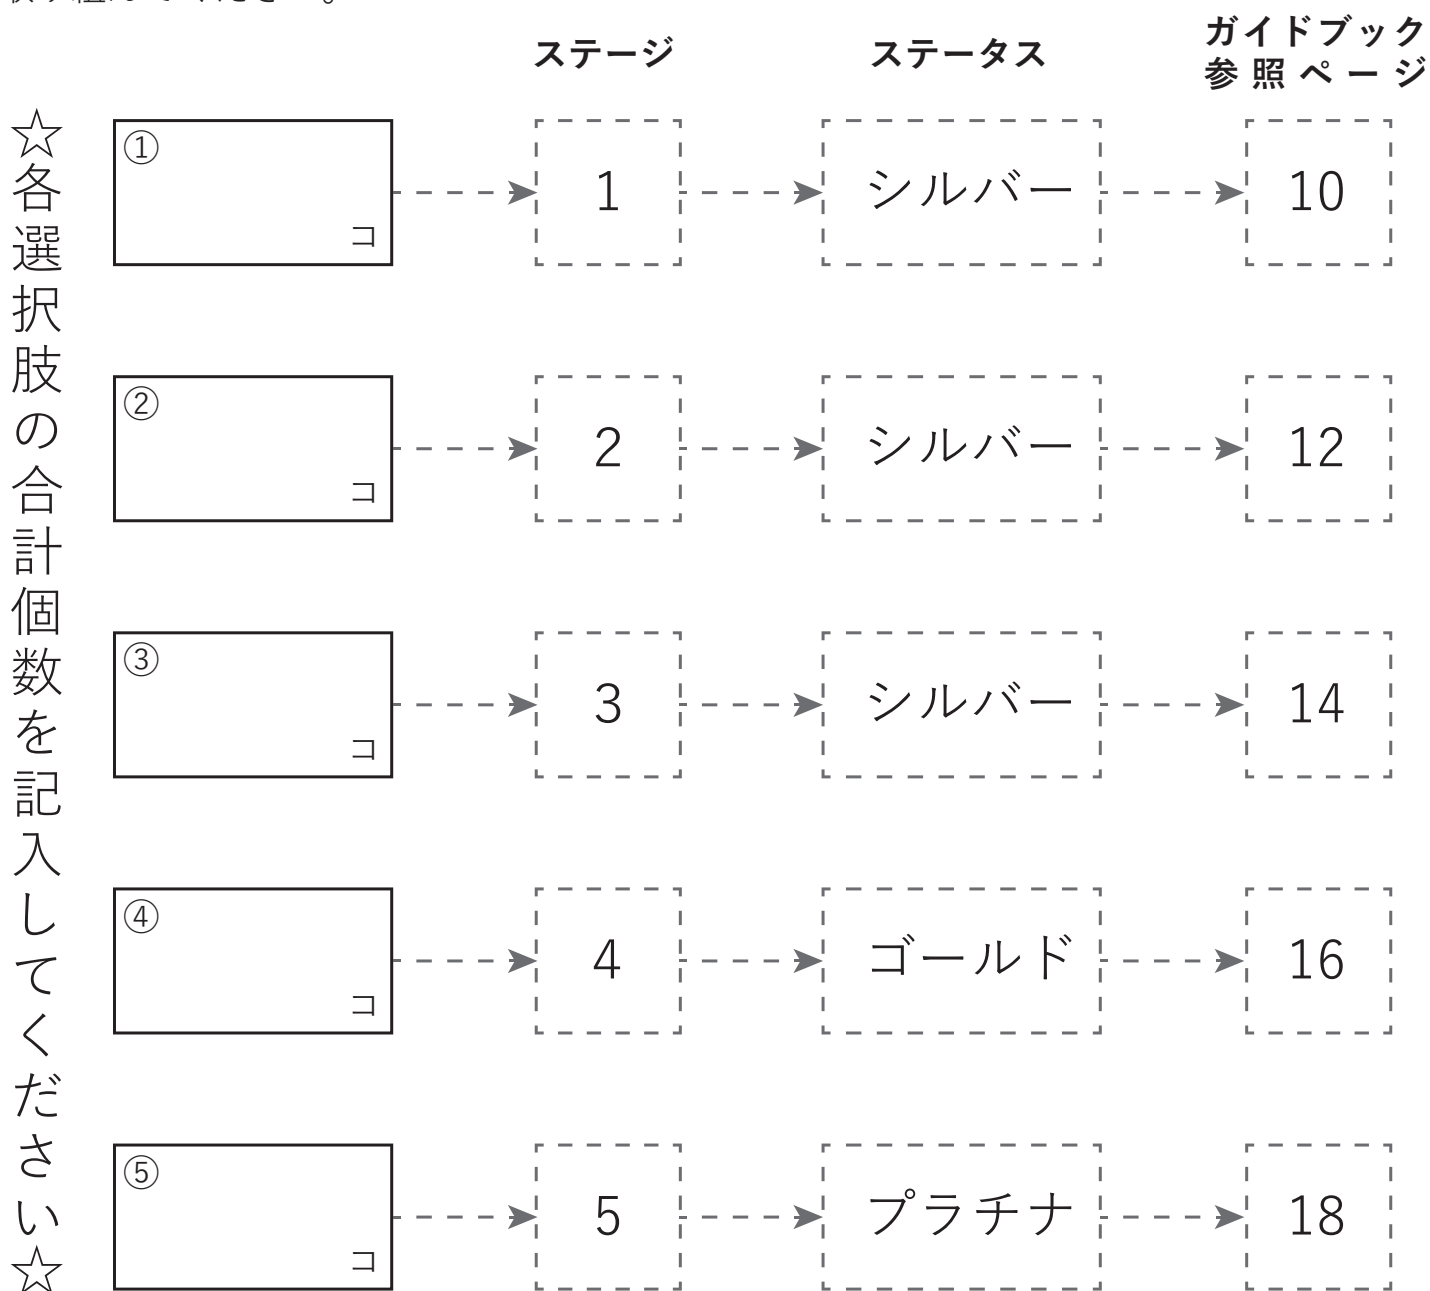 ステージ ステータス ガイドブック
参照ページ
☆各選択肢の合計個数を記入してください☆
① コ 1 シルバー 10
② コ 2 シルバー 12
③ コ 3 シルバー 14
④ コ 4 ゴールド 16
⑤ コ 5 プラチナ 18